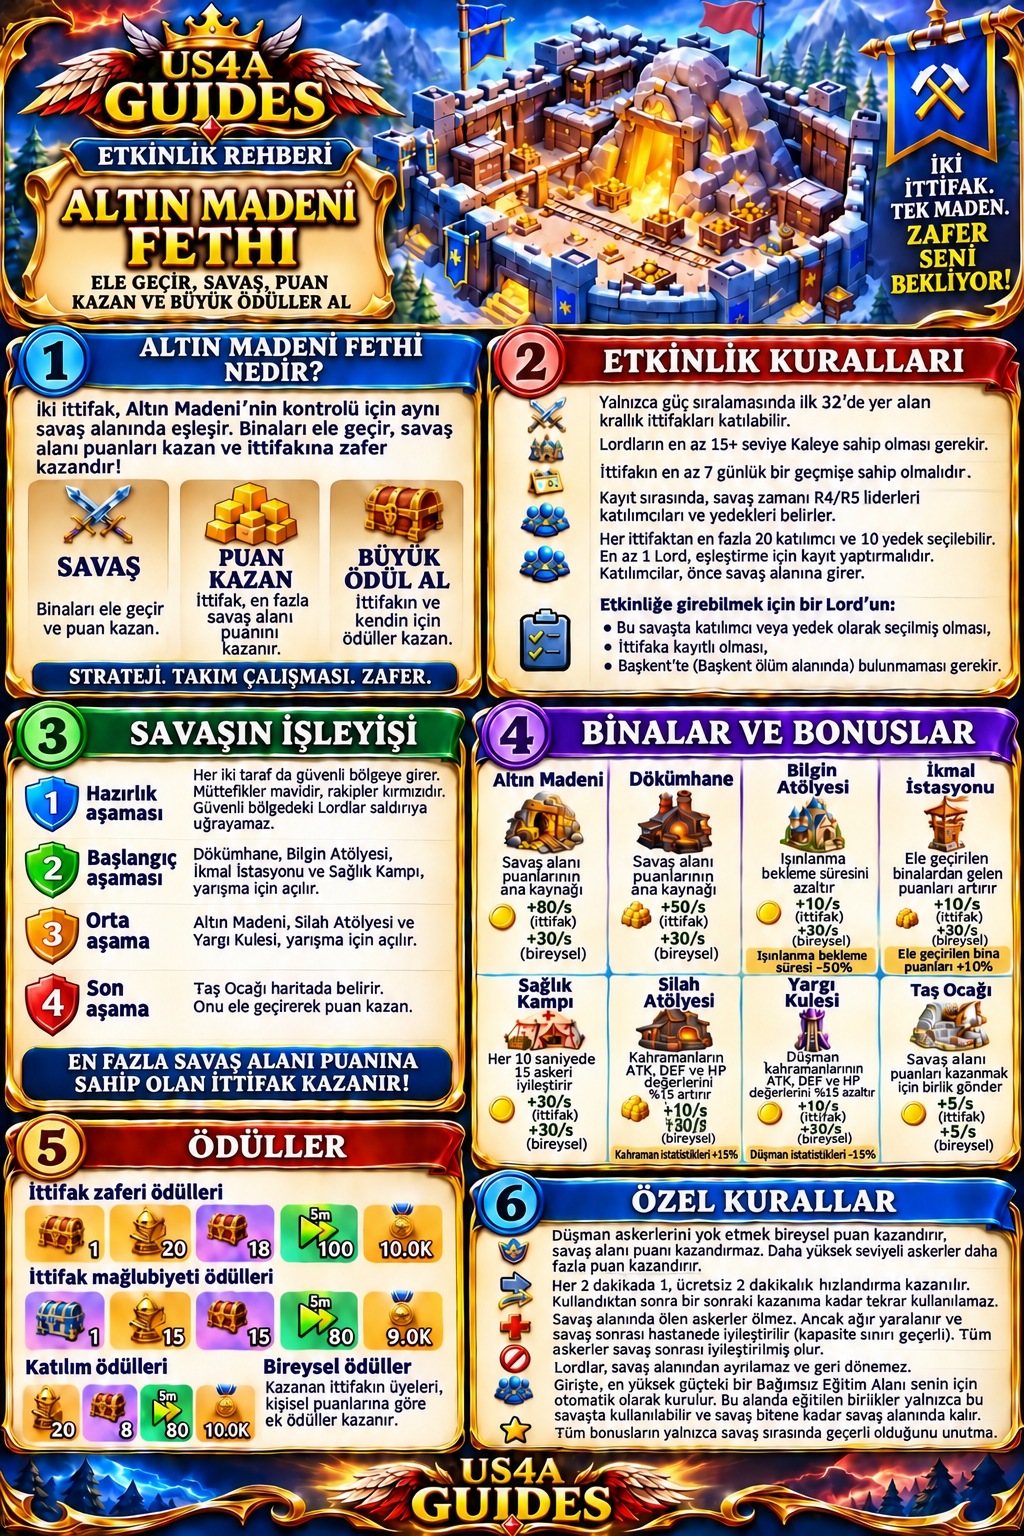 US4A
GUIDES
ETKİNLİK REHBERİ
ALTIN MADENİ
FETHI
ELE GEÇİR, SAVAŞ, PUAN
KAZAN VE BÜYÜK ÖDÜLLER AL
İKİ
İTTİFAK.
TEK MADEN.
ZAFER
SENİ
BEKLİYOR!
1
ALTIN MADENİ FETHİ
NEDİR?
İki ittifak, Altın Madeni'nin kontrolü için aynı
savaş alanında eşleşir. Binaları ele geçir, savaş
alanı puanları kazan ve ittifakına zafer
kazandır!
SAVAŞ
Binaları ele geçir
ve puan kazan.
PUAN
KAZAN
İttifak, en fazla
savaş alanı
puanını
kazanır.
BÜYÜK
ÖDÜL AL
İttifakın ve
kendin için
ödüller kazan.
STRATEJİ. TAKIM ÇALIŞMASI. ZAFER.
2
ETKİNLİK KURALLARI
Yalnızca güç sıralamasında ilk 32'de yer alan
krallık ittifakları katılabilir.
Lordların en az 15+ seviye Kaleye sahip olması gerekir.
İttifakın en az 7 günlük bir geçmişe sahip olmalıdır.
Kayıt sırasında, savaş zamanı R4/R5 liderleri
katılımcıları ve yedekleri belirler.
Her ittifaktan en fazla 20 katılımcı ve 10 yedek seçilebilir.
En az 1 Lord, eşleştirme için kayıt yaptırmalıdır.
Katılımcılar, önce savaş alanına girer.
Etkinliğe girebilmek için bir Lord'un:
• Bu savaşta katılımcı veya yedek olarak seçilmiş olması,
• İttifaka kayıtlı olması,
• Başkent'te (Başkent ölüm alanında) bulunmaması gerekir.
3
SAVAŞIN İŞLEYİŞİ
1
Hazırlık
aşaması
Her iki taraf da güvenli bölgeye girer.
Müttefikler mavidir, rakipler kırmızıdır.
Güvenli bölgedeki Lordlar saldırıya
uğrayamaz.
2
Başlangıç
aşaması
Dökümhane, Bilgin Atölyesi,
İkmal İstasyonu ve Sağlık Kampı,
yarışma için açılır.
3
Orta
aşama
Altın Madeni, Silah Atölyesi ve
Yargı Kulesi, yarışma için açılır.
4
Son
aşama
Taş Ocağı haritada belirir.
Onu ele geçirerek puan kazan.
EN FAZLA SAVAŞ ALANI PUANINA
SAHIP OLAN İTTİFAK KAZANIR!
4
BİNALAR VE BONUSLAR
Altın Madeni
Savaş alanı
puanlarının
ana kaynağı
+80/s
(ittifak)
+30/s
(bireysel)
Dökümhane
Savaş alanı
puanlarının
ana kaynağı
+50/s
(ittifak)
+30/s
(bireysel)
Bilgin
Atölyesi
Işınlanma
bekleme süresini
azaltır
+10/s
(ittifak)
+30/s
(bireysel)
Işınlanma bekleme
süresi -50%
İkmal
İstasyonu
Ele geçirilen
binalardan gelen
puanları artırır
+10/s
(ittifak)
+30/s
(bireysel)
Ele geçirilen bina
puanları +10%
Sağlık
Kampı
Her 10 saniyede
15 askeri
iyileştirir
+30/s
(ittifak)
+30/s
(bireysel)
Silah
Atölyesi
Kahramanların
ATK, DEF ve HP
değerlerini
%15 artırır
+10/s
+30/s
(bireysel)
Kahraman istatistikleri +15%
Yargı
Kulesi
Düşman
kahramanlarının
ATK, DEF ve HP
değerlerini %15 azaltır
+10/s
(ittifak)
+30/s
(bireysel)
Düşman istatistikleri -15%
Taş Ocağı
Savaş alanı
puanları kazanmak
için birlik gönder
+5/s
(ittifak)
+5/s
(bireysel)
5
ÖDÜLLER
İttifak zaferi ödülleri
1
20
18
5m
100
10.0K
İttifak mağlubiyeti ödülleri
1
15
15
5m
80
9.0K
Katılım ödülleri
20
8
5m
80
10.0K
Bireysel ödüller
Kazanan ittifakın üyeleri,
kişisel puanlarına göre
ek ödüller kazanır.
6
ÖZEL KURALLAR
Düşman askerlerini yok etmek bireysel puan kazandırır,
savaş alanı puanı kazandırmaz. Daha yüksek seviyeli askerler daha
fazla puan kazandırır.
Her 2 dakikada 1, ücretsiz 2 dakikalık hızlandırma kazanılır.
Kullandıktan sonra bir sonraki kazanıma kadar tekrar kullanılamaz.
Savaş alanında ölen askerler ölmez. Ancak ağır yaralanır ve
savaş sonrası hastanede iyileştirilir (kapasite sınırı geçerli). Tüm
askerler savaş sonrası iyileştirilmiş olur.
Lordlar, savaş alanından ayrılamaz ve geri dönemez.
Girişte, en yüksek güçteki bir Bağımsız Eğitim Alanı senin için
otomatik olarak kurulur. Bu alanda eğitilen birlikler yalnızca bu
savaşta kullanılabilir ve savaş bitene kadar savaş alanında kalır.
Tüm bonusların yalnızca savaş sırasında geçerli olduğunu unutma.
US4A
GUIDES